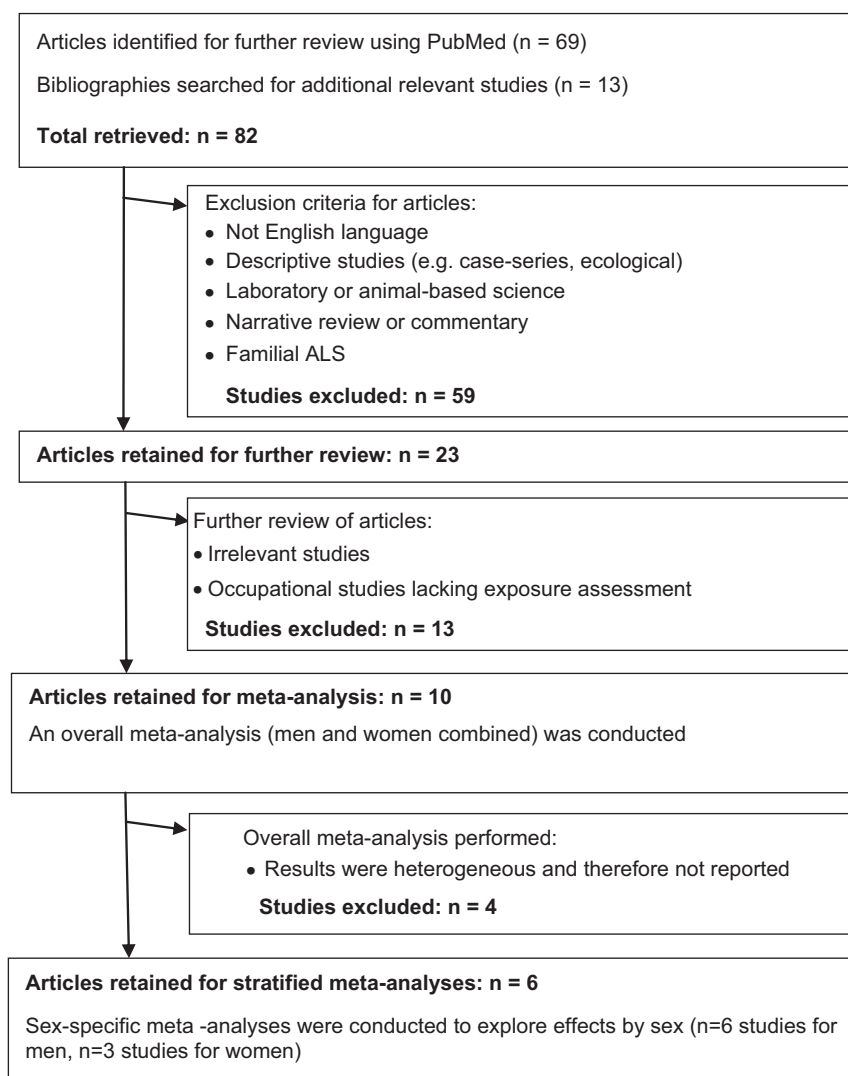 Articles identified for further review using PubMed (n = 69)
Bibliographies searched for additional relevant studies (n = 13)
Total retrieved: n = 82
Exclusion criteria for articles:
• Not English language
• Descriptive studies (e.g. case-series, ecological)
• Laboratory or animal-based science
• Narrative review or commentary
• Familial ALS
Studies excluded: n = 59
Articles retained for further review: n = 23
Further review of articles:
• Irrelevant studies
• Occupational studies lacking exposure assessment
Studies excluded: n = 13
Articles retained for meta-analysis: n = 10
An overall meta-analysis (men and women combined) was conducted
Overall meta-analysis performed:
• Results were heterogeneous and therefore not reported
Studies excluded: n = 4
Articles retained for stratified meta-analyses: n = 6
Sex-specific meta -analyses were conducted to explore effects by sex (n=6 studies for
men, n=3 studies for women)